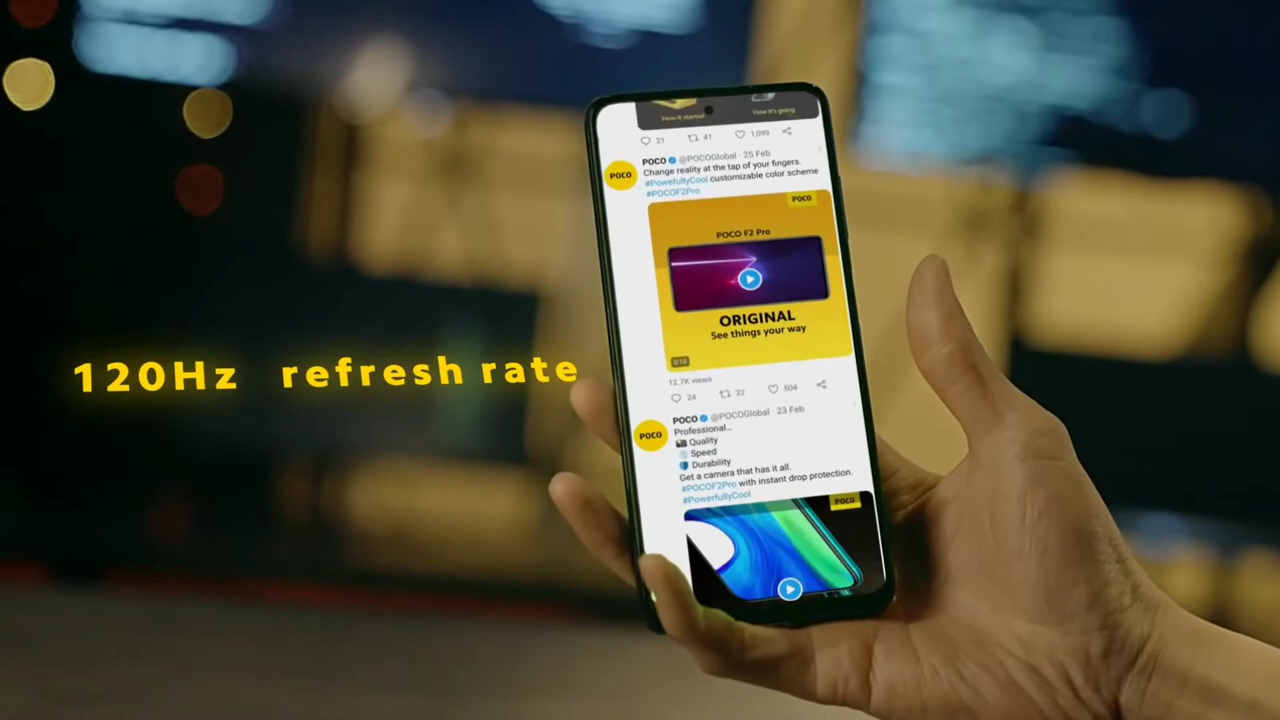 How it started How it's going
21 41 1,099
POCO @POCOGlobal · 25 Feb
POCO
Change reality at the tap of your fingers.
#PowefullyCool customizable color scheme
#POCOF2Pro
POCO
POCO F2 Pro
ORIGINAL
See things your way
0:10
12.7K views
24 32 504
120Hz refresh rate
POCO @POCOGlobal · 23 Feb
POCO
Professional...
Quality
Speed
Durability
Get a camera that has it all.
#POCOF2Pro with instant drop protection.
#PowerfullyCool
POCO